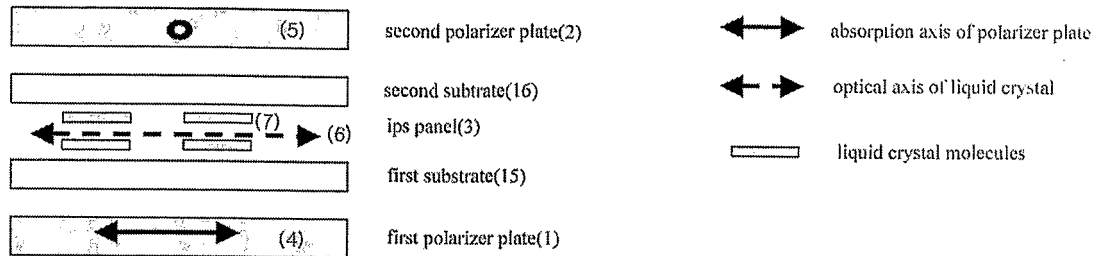 (5) second polarizer plate(2)
second subtrate(16)
(7)
(6) ips panel(3)
first substrate(15)
(4) first polarizer plate(1)
absorption axis of polarizer plate
optical axis of liquid crystal
liquid crystal molecules